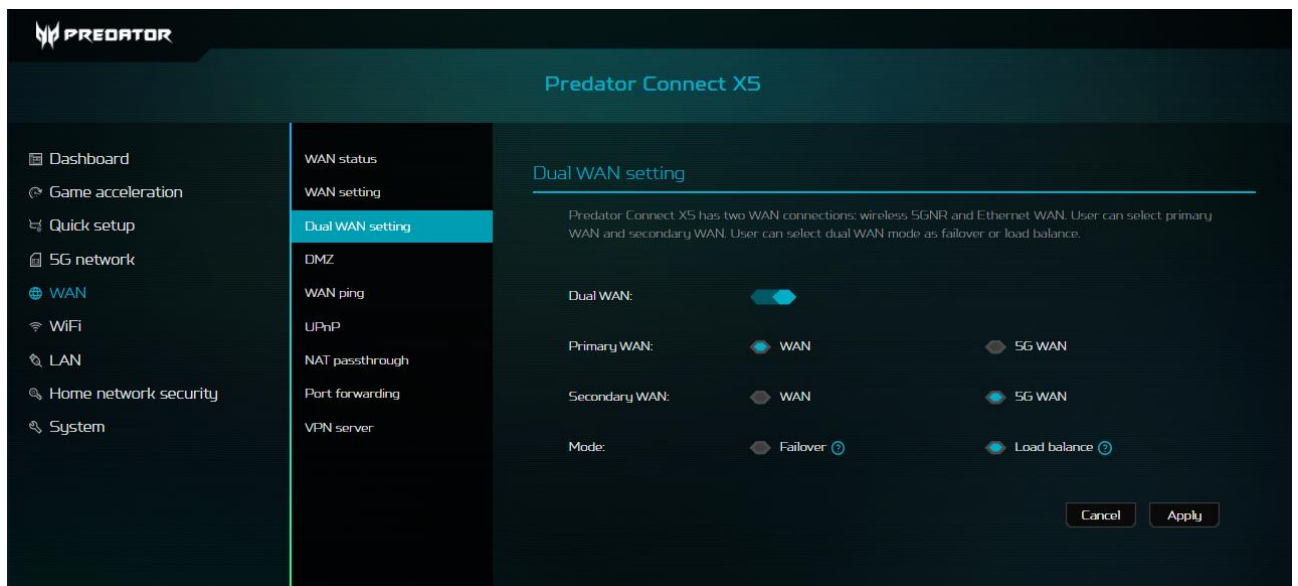 PREDATOR
Predator Connect X5
Dashboard
Game acceleration
Quick setup
5G network
WAN
WiFi
LAN
Home network security
System
WAN status
WAN setting
Dual WAN setting
DMZ
WAN ping
UPnP
NAT passthrough
Port forwarding
VPN server
Dual WAN setting
Predator Connect X5 has two WAN connections: wireless 5GNR and Ethernet WAN. User can select primary
WAN and secondary WAN. User can select dual WAN mode as failover or load balance.
Dual WAN:
Primary WAN: WAN 5G WAN
Secondary WAN: WAN 5G WAN
Mode: Failover ? Load balance ?
Cancel Apply